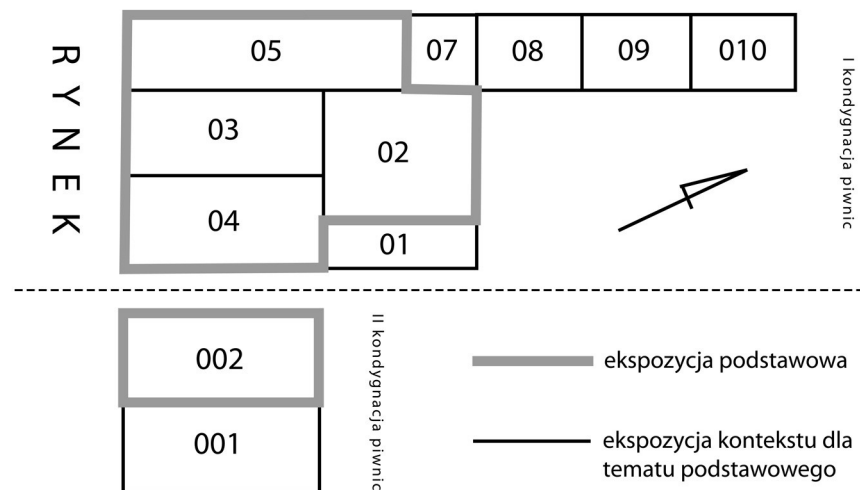 RYNEK
05
07
08
09
010
03
02
04
01
I kondygnacja piwnic
002
001
II kondygnacja piwnic
ekspozycja podstawowa
ekspozycja kontekstu dla
tematu podstawowego